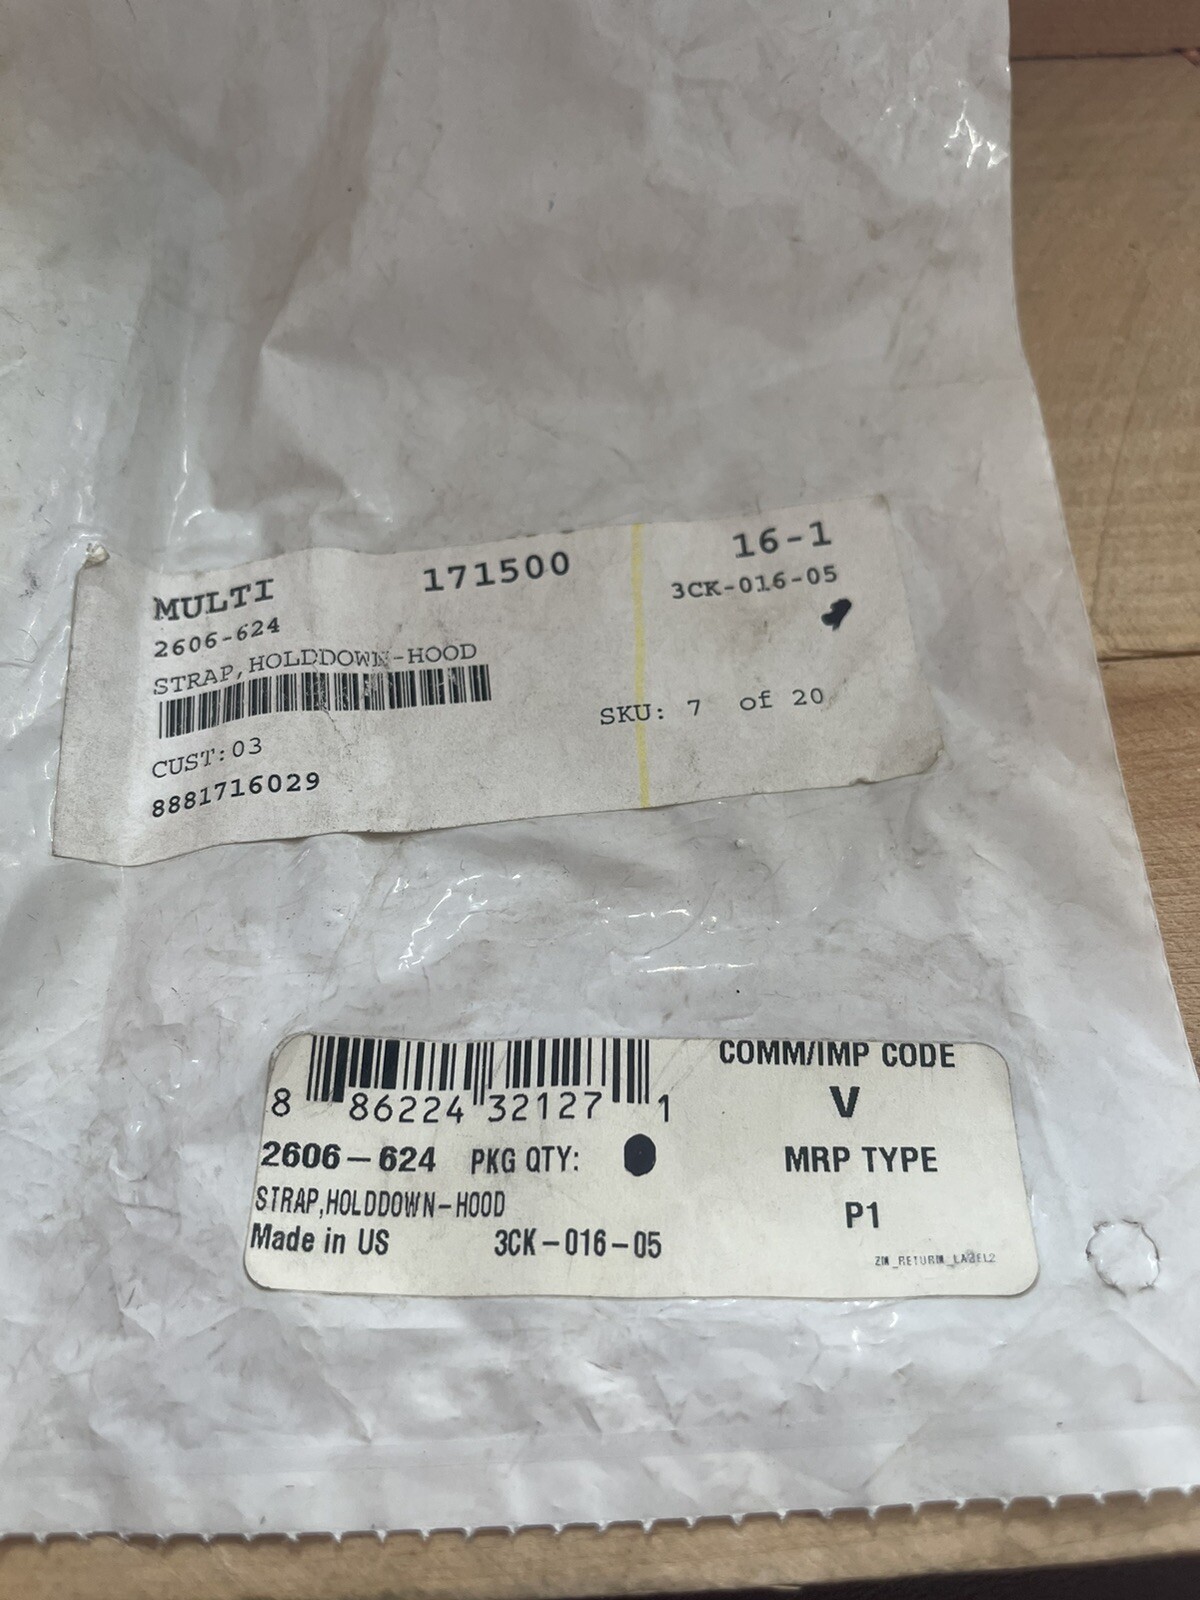 MULTI 171500 16-1
2606-624 3CK-016-05
STRAP,HOLDDOWN-HOOD
SKU: 7 of 20
CUST:03
8881716029
COMM/IMP CODE
8 86224 32127 1 V
2606-624 PKG QTY: MRP TYPE
STRAP,HOLDDOWN-HOOD P1
Made in US 3CK-016-05
ZIN_RETURN_LABEL2